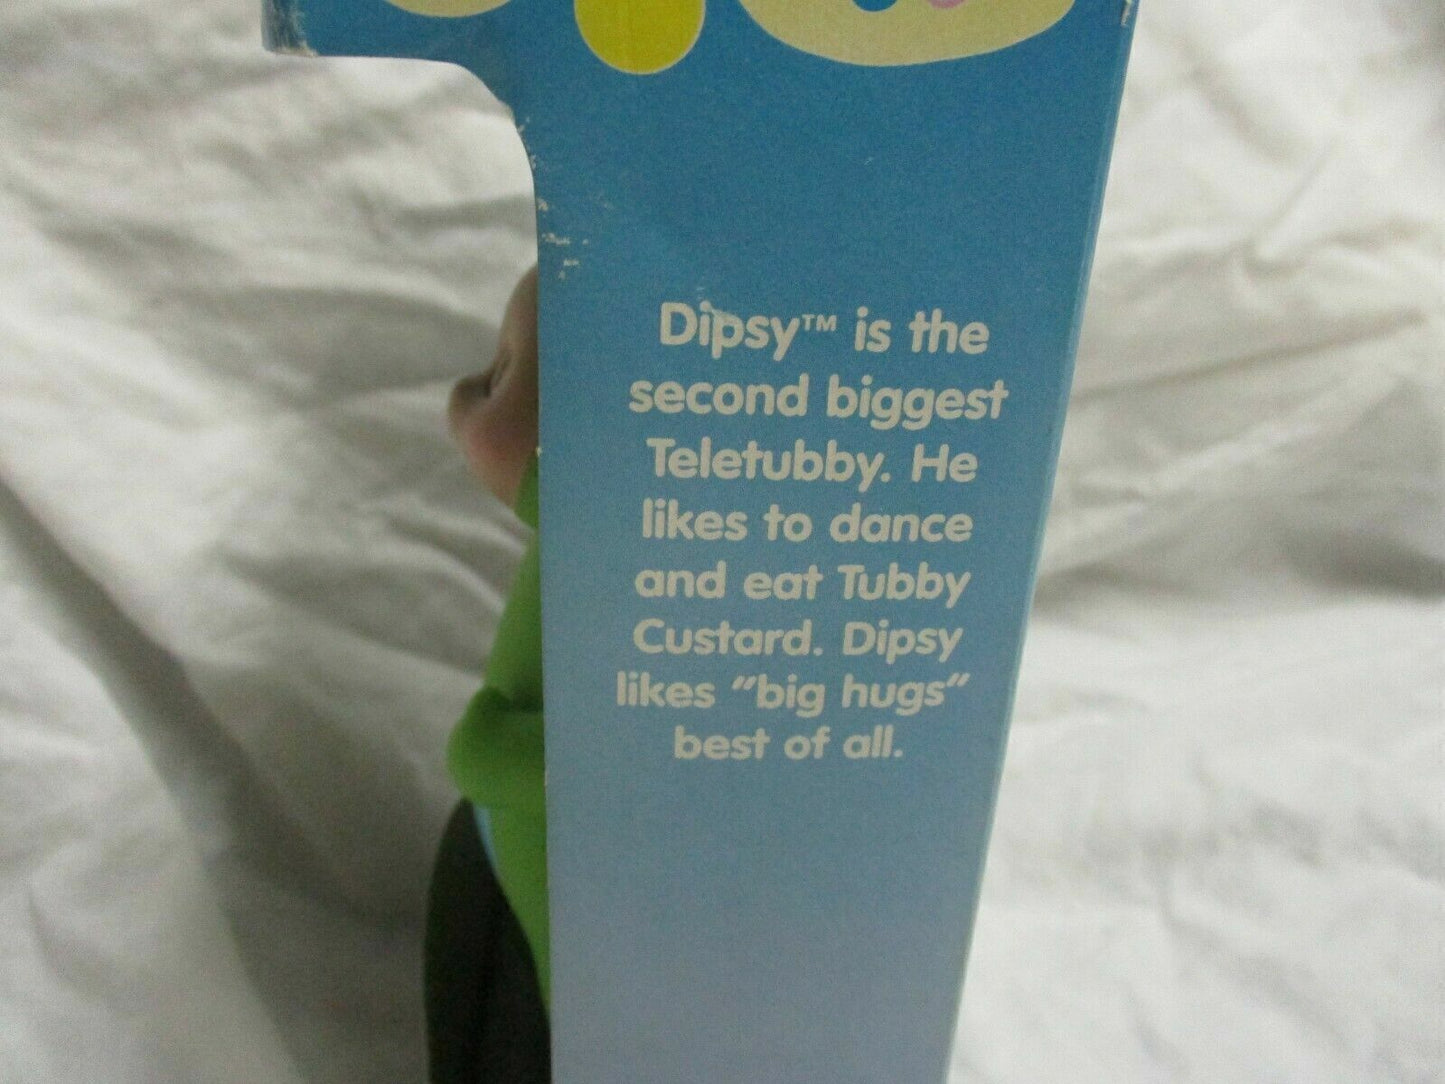 Dipsy™ is the
second biggest
Teletubby. He
likes to dance
and eat Tubby
Custard. Dipsy
likes "big hugs"
best of all.